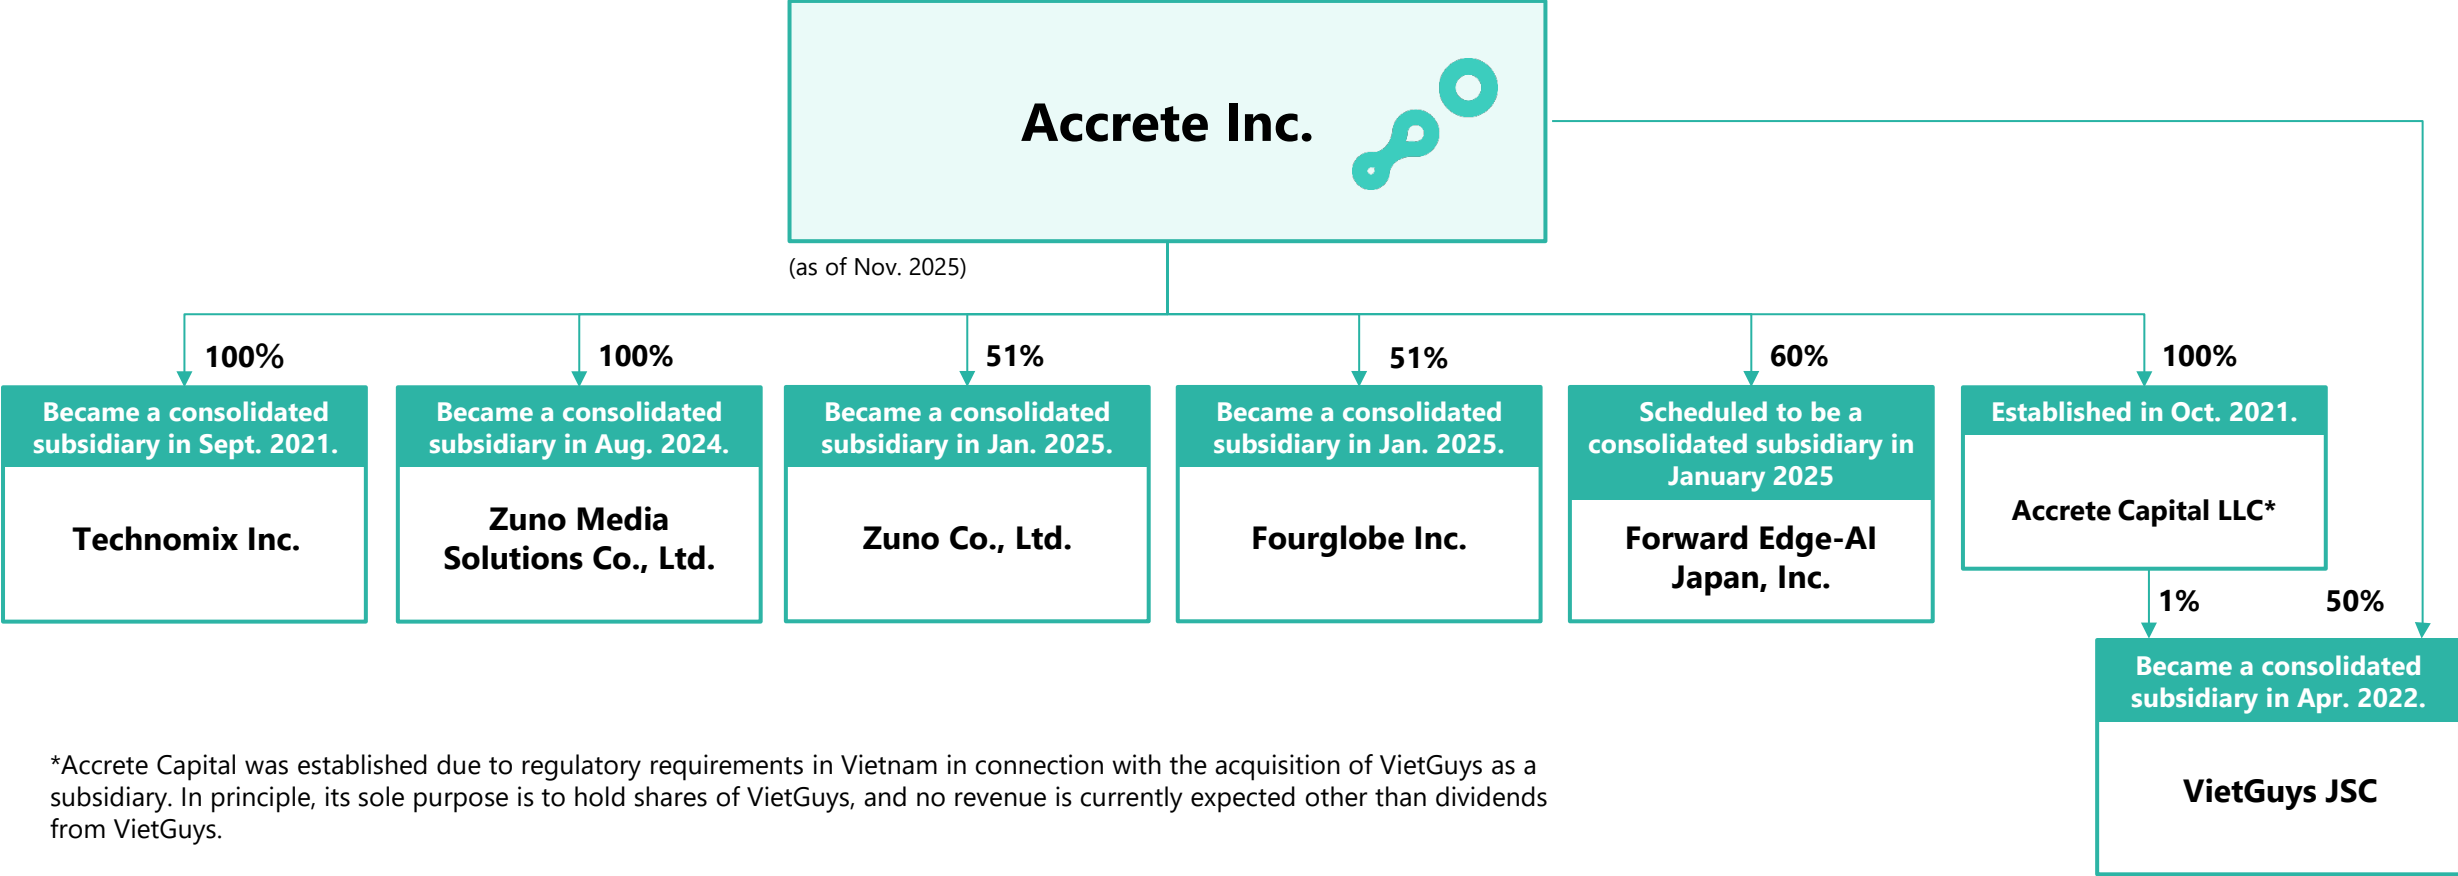 Accrete Inc.
(as of Nov. 2025)
100%
100%
51%
51%
60%
100%
Became a consolidated
subsidiary in Sept. 2021.
Technomix Inc.
Became a consolidated
subsidiary in Aug. 2024.
Zuno Media
Solutions Co., Ltd.
Became a consolidated
subsidiary in Jan. 2025.
Zuno Co., Ltd.
Became a consolidated
subsidiary in Jan. 2025.
Fourglobe Inc.
Scheduled to be a
consolidated subsidiary in
January 2025
Forward Edge-AI
Japan, Inc.
Established in Oct. 2021.
Accrete Capital LLC*
1%
50%
Became a consolidated
subsidiary in Apr. 2022.
VietGuys JSC
*Accrete Capital was established due to regulatory requirements in Vietnam in connection with the acquisition of VietGuys as a
subsidiary. In principle, its sole purpose is to hold shares of VietGuys, and no revenue is currently expected other than dividends
from VietGuys.